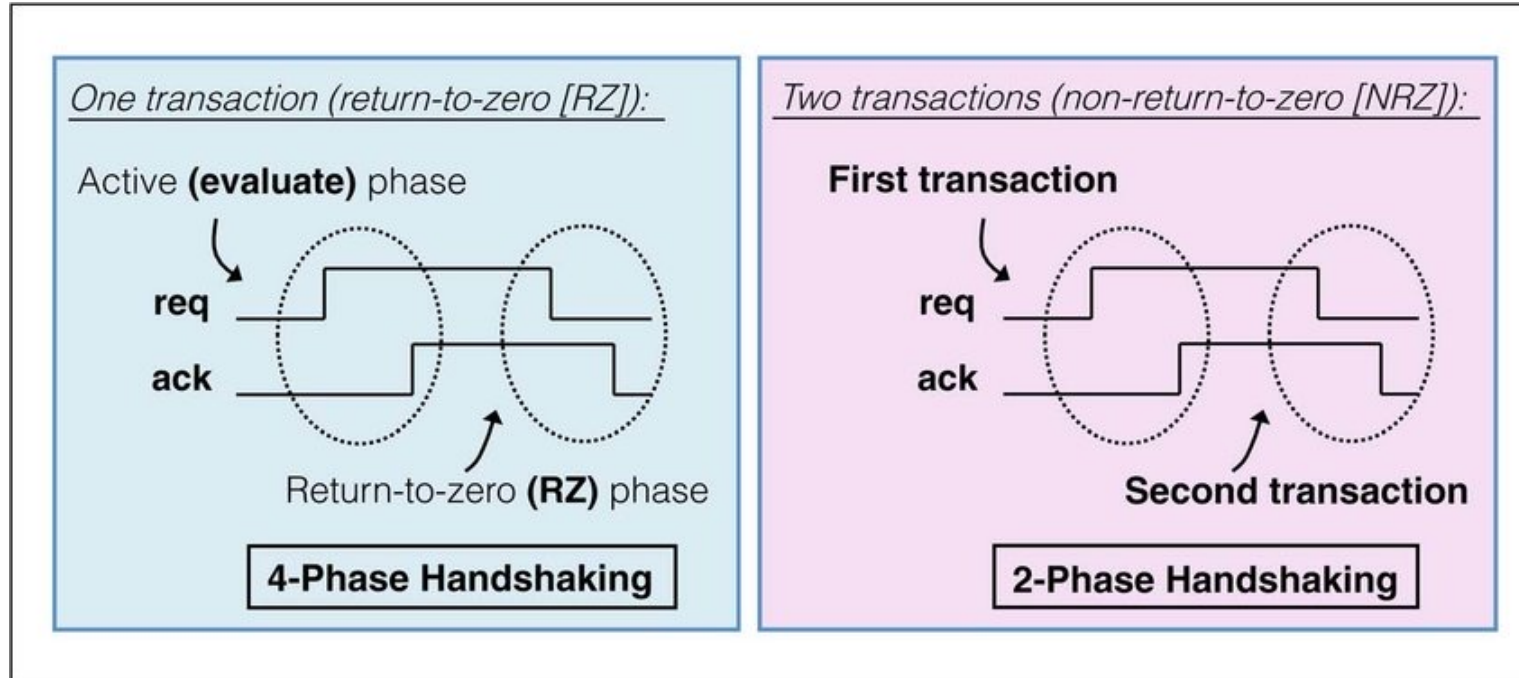 One transaction (return-to-zero [RZ]):
Active (evaluate) phase
req
ack
Return-to-zero (RZ) phase
4-Phase Handshaking
Two transactions (non-return-to-zero [NRZ]):
First transaction
req
ack
Second transaction
2-Phase Handshaking